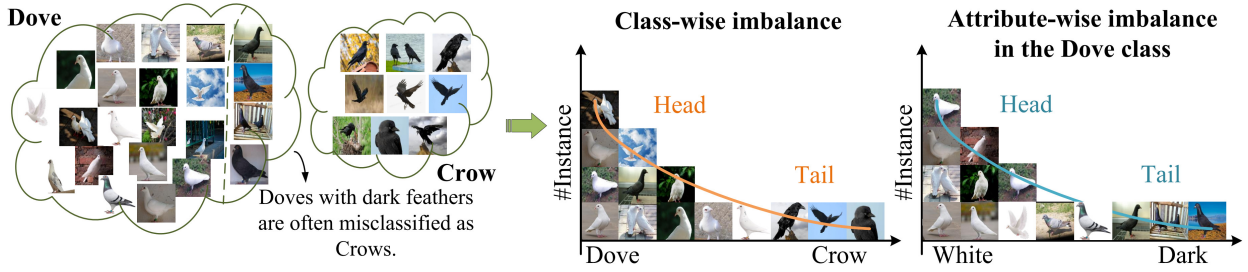 Dove
Crow
Doves with dark feathers
are often misclassified as
Crows.
Class-wise imbalance
#Instance
Head
Tail
Dove
Crow
Attribute-wise imbalance
in the Dove class
#Instance
Head
Tail
White
Dark